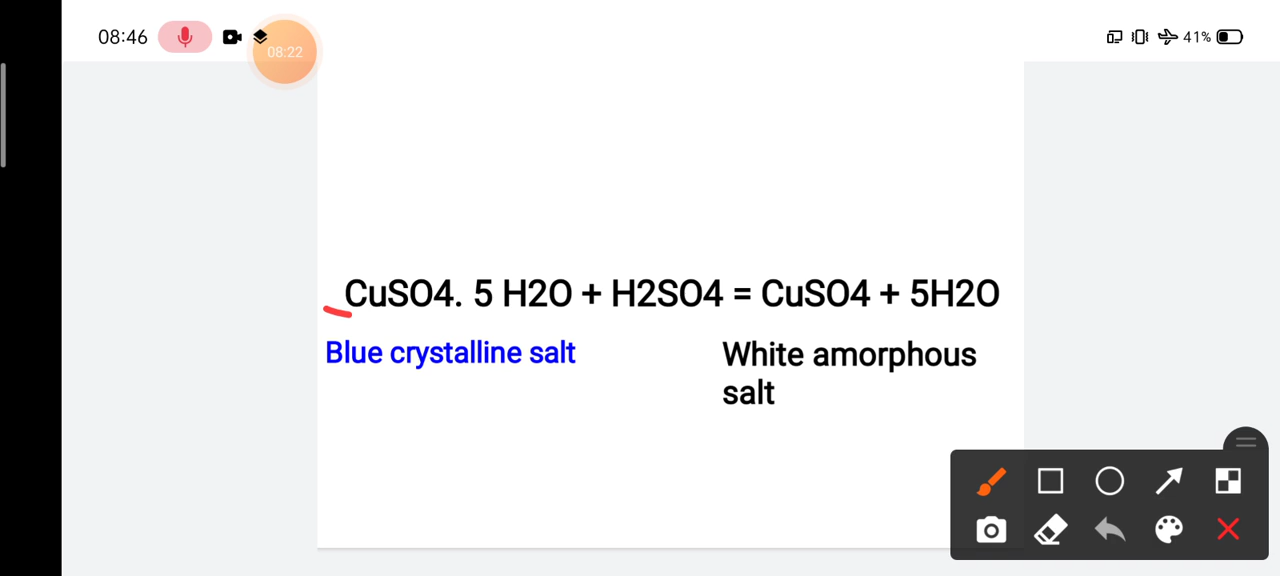 08:46
08:22
41%
CuSO4. 5 H2O + H2SO4 = CuSO4 + 5H2O
Blue crystalline salt
White amorphous
salt